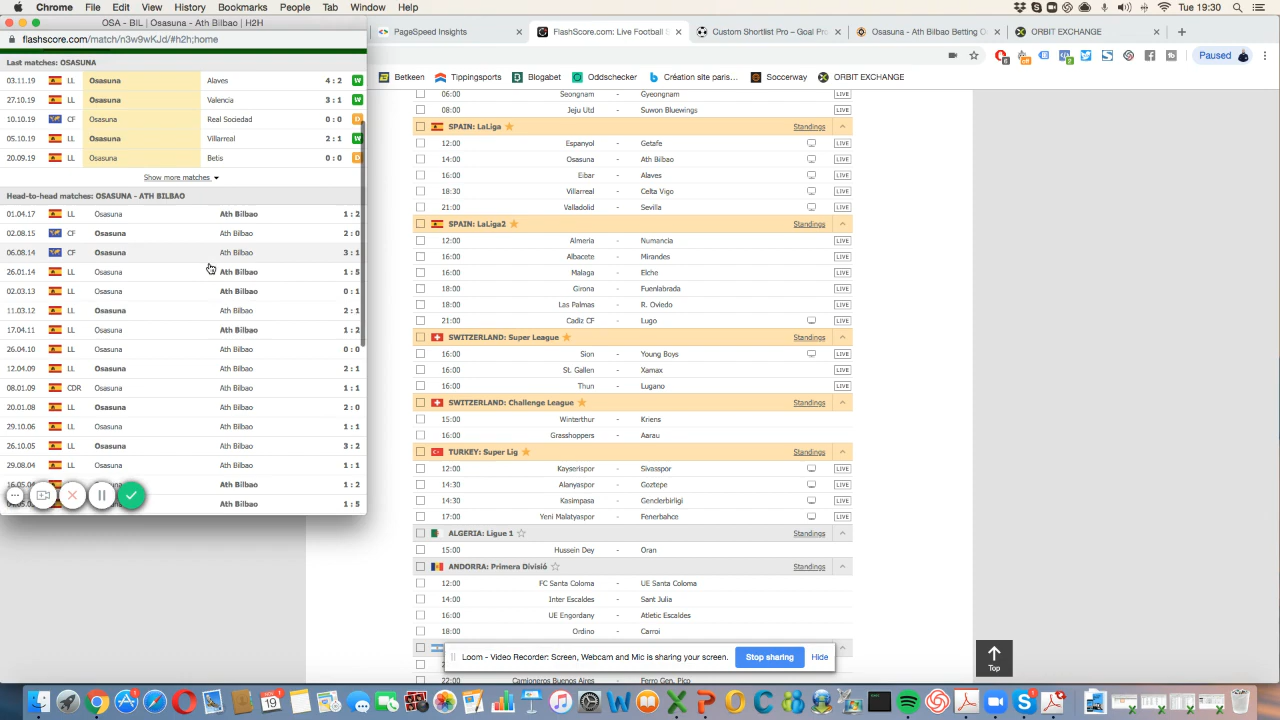 Chrome File Edit View History Bookmarks People Tab Window Help Tue 19:30
OSA - BIL | Osasuna - Ath Bilbao | H2H
flashscore.com/match/n3w9wKJd/#h2h;home
PageSpeed Insights × FlashScore.com: Live Football × Custom Shortlist Pro – Goal Pri × Osasuna - Ath Bilbao Betting O × ORBIT EXCHANGE ×
Paused
Betkeen Tippingsports Blogabet Oddschecker Création site paris... Soccoray ORBIT EXCHANGE
Last matches: OSASUNA
03.11.19 LL Osasuna Alaves 4 : 2 W
27.10.19 LL Osasuna Valencia 3 : 1 W
10.10.19 CF Osasuna Real Sociedad 0 : 0 D
05.10.19 LL Osasuna Villarreal 2 : 1 W
20.09.19 LL Osasuna Betis 0 : 0 D
Show more matches
Head-to-head matches: OSASUNA - ATH BILBAO
01.04.17 LL Osasuna Ath Bilbao 1 : 2
02.08.15 CF Osasuna Ath Bilbao 2 : 0
06.08.14 CF Osasuna Ath Bilbao 3 : 1
26.01.14 LL Osasuna Ath Bilbao 1 : 5
02.03.13 LL Osasuna Ath Bilbao 0 : 1
11.03.12 LL Osasuna Ath Bilbao 2 : 1
17.04.11 LL Osasuna Ath Bilbao 1 : 2
26.04.10 LL Osasuna Ath Bilbao 0 : 0
12.04.09 LL Osasuna Ath Bilbao 2 : 1
08.01.09 CDR Osasuna Ath Bilbao 1 : 1
20.01.08 LL Osasuna Ath Bilbao 2 : 0
29.10.06 LL Osasuna Ath Bilbao 1 : 1
26.10.05 LL Osasuna Ath Bilbao 3 : 2
29.08.04 LL Osasuna Ath Bilbao 1 : 1
Ath Bilbao 1 : 2
Ath Bilbao 1 : 5
06:00 Seongnam - Gyeongnam LIVE
08:00 Jeju Utd - Suwon Bluewings LIVE
SPAIN: LaLiga Standings
12:00 Espanyol - Getafe LIVE
14:00 Osasuna - Ath Bilbao LIVE
16:00 Eibar - Alaves LIVE
18:30 Villarreal - Celta Vigo LIVE
21:00 Valladolid - Sevilla LIVE
SPAIN: LaLiga2 Standings
12:00 Almeria - Numancia LIVE
16:00 Albacete - Mirandes LIVE
16:00 Malaga - Elche LIVE
18:00 Girona - Fuenlabrada LIVE
18:00 Las Palmas - R. Oviedo LIVE
21:00 Cadiz CF - Lugo LIVE
SWITZERLAND: Super League Standings
16:00 Sion - Young Boys LIVE
16:00 St. Gallen - Xamax LIVE
16:00 Thun - Lugano LIVE
SWITZERLAND: Challenge League Standings
15:00 Winterthur - Kriens
16:00 Grasshoppers - Aarau
TURKEY: Super Lig Standings
12:00 Kayserispor - Sivasspor LIVE
14:30 Alanyaspor - Goztepe LIVE
14:30 Kasimpasa - Genclerbirligi LIVE
17:00 Yeni Malatyaspor - Fenerbahce LIVE
ALGERIA: Ligue 1 Standings
15:00 Hussein Dey - Oran
ANDORRA: Primera Divisió Standings
12:00 FC Santa Coloma - UE Santa Coloma
14:00 Inter Escaldes - Sant Julia
16:00 UE Engordany - Atletic Escaldes
18:00 Ordino - Carroi
Loom - Video Recorder: Screen, Webcam and Mic is sharing your screen. Stop sharing Hide
22:00 Camioneros Buenos Aires - Def. Pronunciamiento
Top